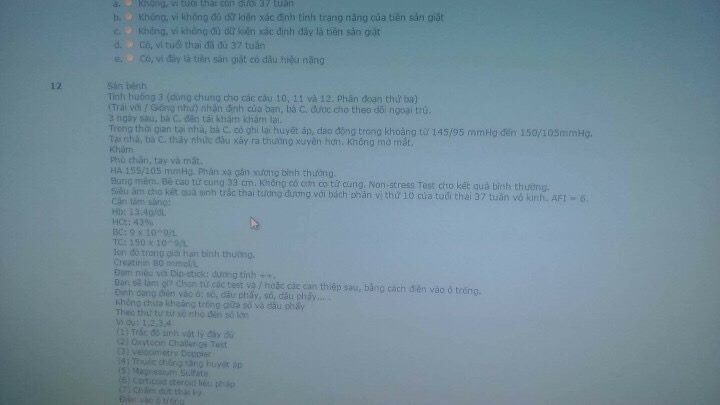 a. Không, vì tuổi thai còn dưới 37 tuần
b. Không, vì không đủ dữ kiện xác định tình trạng nặng của tiền sản giật
c. Không, vì không đủ dữ kiện xác định đây là tiền sản giật
d. Có, vì tuổi thai đã đủ 37 tuần
e. Có, vì đây là tiền sản giật có dấu hiệu nặng
12 Sản bệnh
Tình huống 3 (dùng chung cho các câu 10, 11 và 12. Phân đoạn thứ ba)
(Trái với / Giống như) nhận định của bạn, bà C. được cho theo dõi ngoại trú.
3 ngày sau, bà C. đến tái khám khám lại.
Trong thời gian tại nhà, bà C. có ghi lại huyết áp, dao động trong khoảng từ 145/95 mmHg đến 150/105mmHg.
Tại nhà, bà C. thấy nhức đầu xảy ra thường xuyên hơn. Không mờ mắt.
Khám
Phù chân, tay và mặt.
HA 155/105 mmHg. Phản xạ gân xương bình thường.
Bụng mềm. Bề cao tử cung 33 cm. Không có cơn co tử cung. Non-stress Test cho kết quả bình thường.
Siêu âm cho kết quả sinh trắc thai tương đương với bách phân vị thứ 10 của tuổi thai 37 tuần vô kinh. AFI = 6.
Cận lâm sàng:
Hb: 13.4g/dL
HCt: 43%
BC: 9 x 10^9/L
TC: 150 x 10^9/L
Ion đồ trong giới hạn bình thường.
Creatinin 80 mmol/L
Đạm niệu với Dip-stick: dương tính ++.
Bạn sẽ làm gì? Chọn từ các test và / hoặc các can thiệp sau, bằng cách điền vào ô trống.
Định dạng điền vào ô: số, dấu phẩy, số, dấu phẩy.....
Không chừa khoảng trống giữa số và dấu phẩy
Theo thứ tự từ số nhỏ đến số lớn
Ví dụ: 1,2,3,4
(1) Trắc đồ sinh vật lý đầy đủ
(2) Oxytocin Challenge Test
(3) Velocimetry Doppler
(4) Thuốc chống tăng huyết áp
(5) Magnesium Sulfate
(6) Corticoid steroid liệu pháp
(7) Chấm dứt thai kỳ
Điền vào ô trống